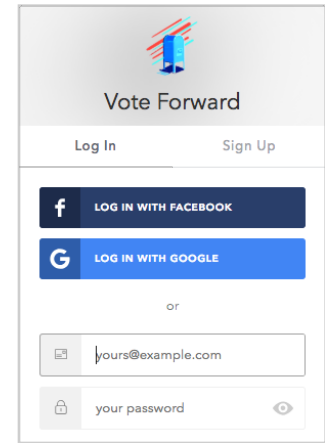 Vote Forward
Log In Sign Up
f LOG IN WITH FACEBOOK
G LOG IN WITH GOOGLE
or
yours@example.com
your password